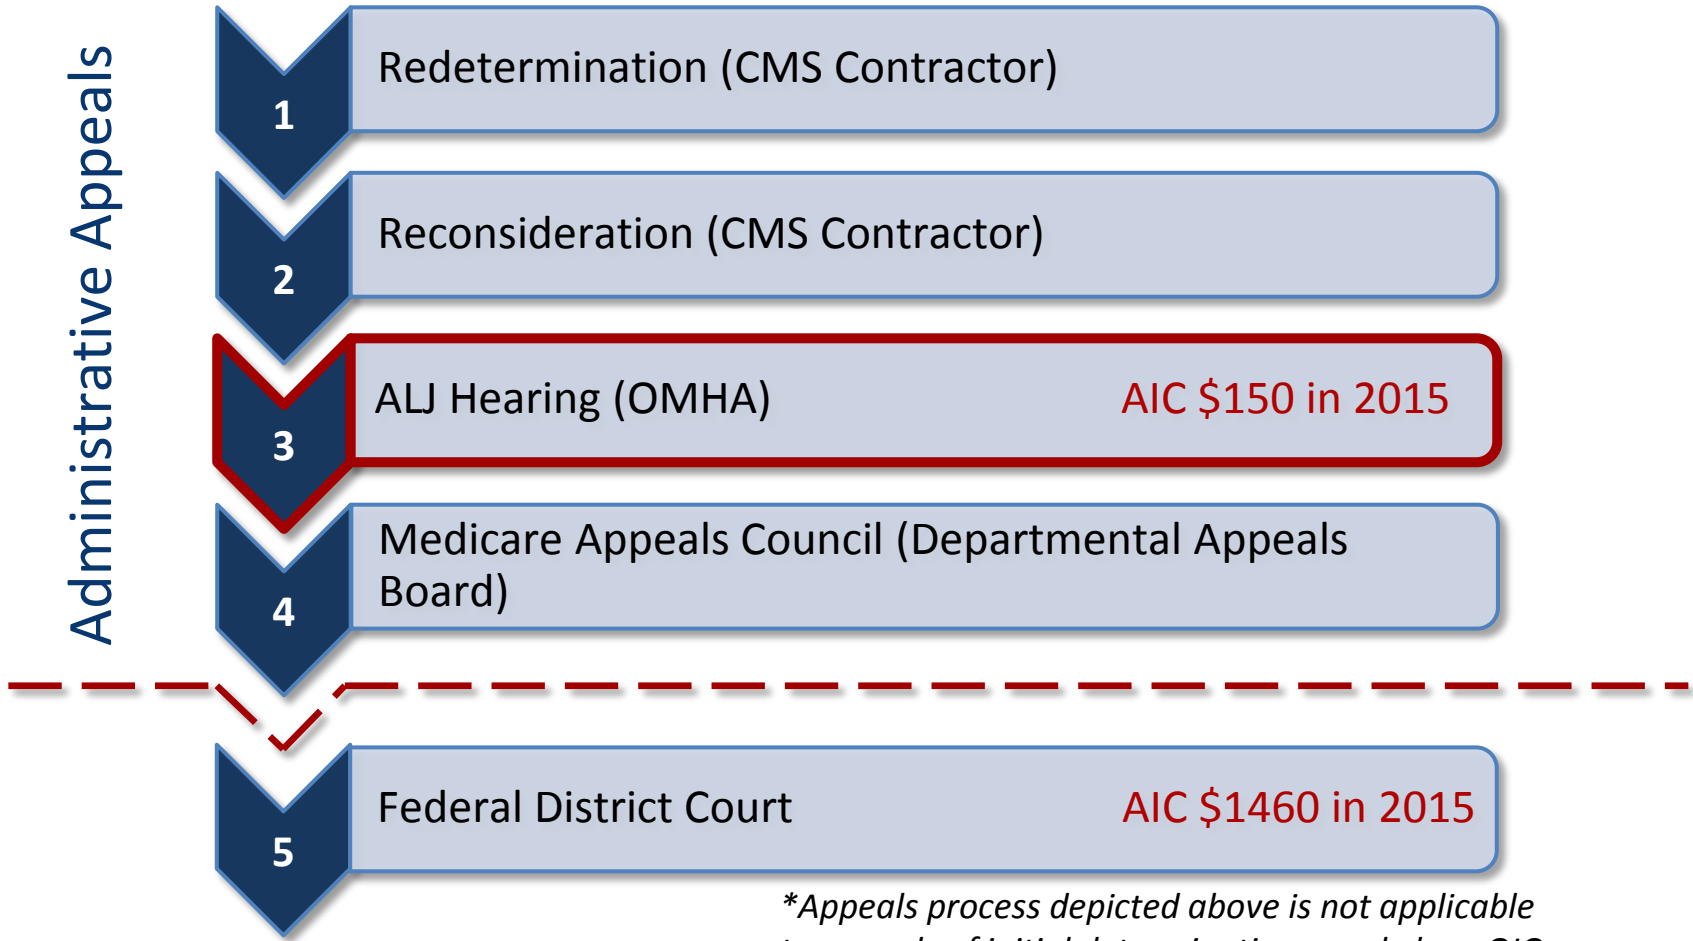 Administrative Appeals
1
Redetermination (CMS Contractor)
2
Reconsideration (CMS Contractor)
3
ALJ Hearing (OMHA) AIC $150 in 2015
4
Medicare Appeals Council (Departmental Appeals
Board)
5
Federal District Court AIC $1460 in 2015
*Appeals process depicted above is not applicable